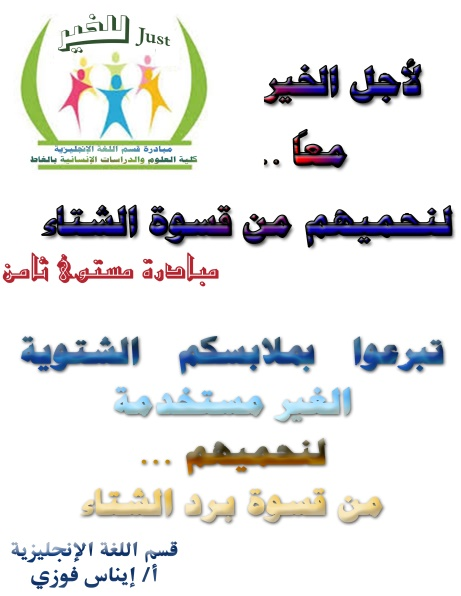 Just للخير
مبادرة قسم اللغة الإنجليزية
كلية العلوم والدراسات الإنسانية بالغاط
لأجل الخير
معاً ..
لنحميهم من قسوة الشتاء
مبادرة مستوى ثامن
تبرعوا بملابسكم الشتوية
الغير مستخدمة
لنحميهم ...
من قسوة برد الشتاء
قسم اللغة الإنجليزية
أ/ إيناس فوزي